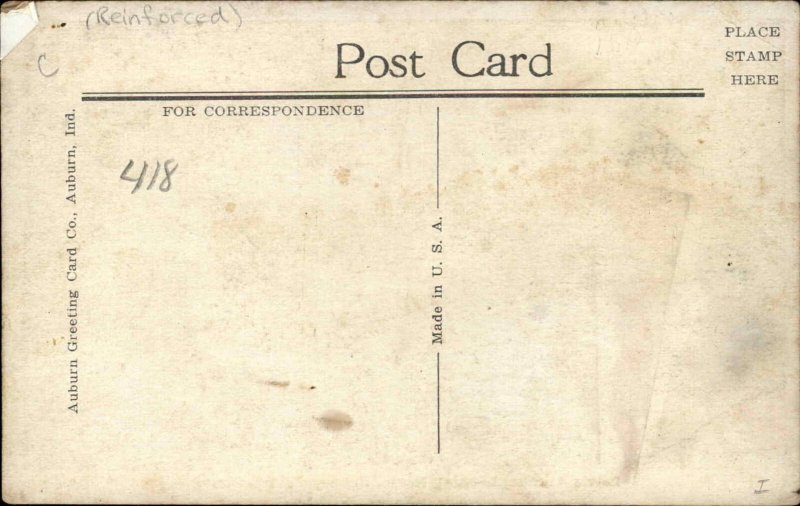 (Reinforced)
C
Post Card
PLACE
STAMP
HERE
FOR CORRESPONDENCE
418
Auburn Greeting Card Co., Auburn, Ind.
Made in U. S. A.
I